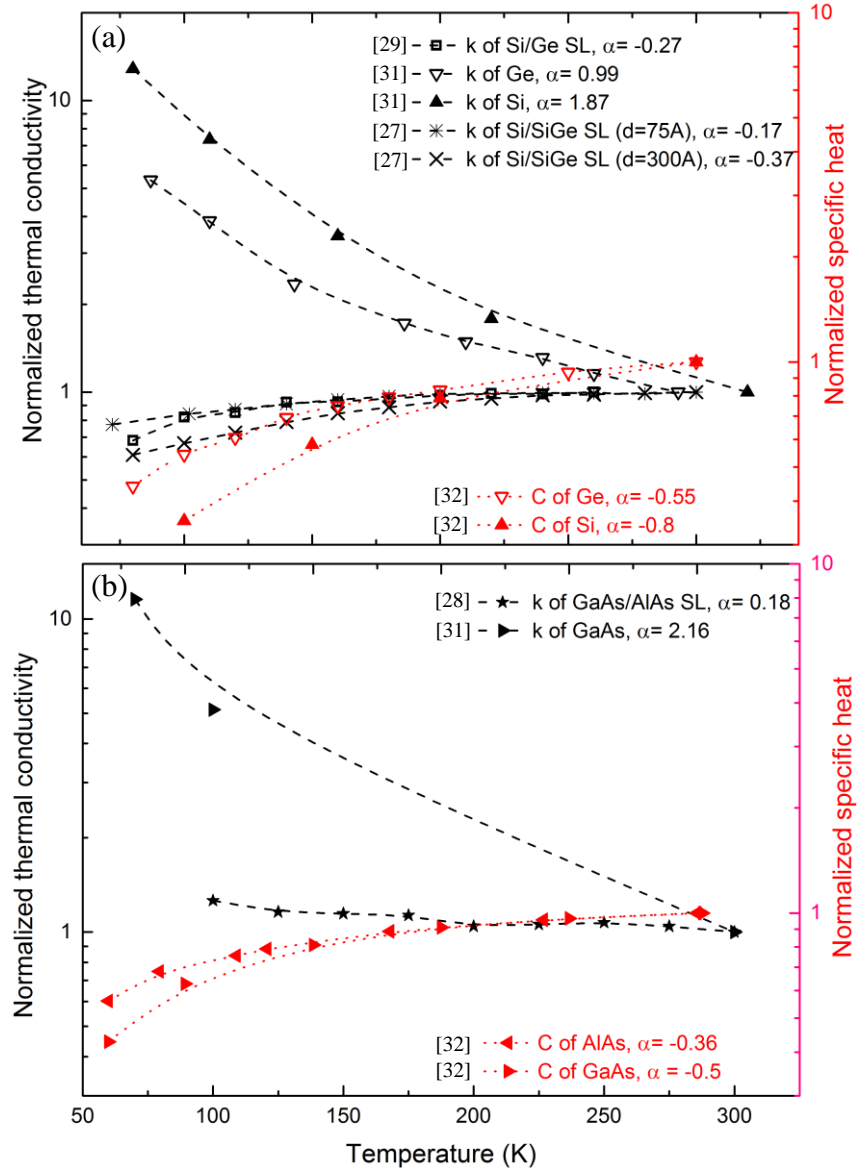 (a)
[29] k of Si/Ge SL, α= -0.27
[31] k of Ge, α= 0.99
[31] k of Si, α= 1.87
[27] k of Si/SiGe SL (d=75A), α= -0.17
[27] k of Si/SiGe SL (d=300A), α= -0.37
10
1
Normalized thermal conductivity
10
1
Normalized specific heat
[32] C of Ge, α= -0.55
[32] C of Si, α= -0.8
(b)
[28] k of GaAs/AlAs SL, α= 0.18
[31] k of GaAs, α= 2.16
10
1
Normalized thermal conductivity
10
1
Normalized specific heat
[32] C of AlAs, α= -0.36
[32] C of GaAs, α = -0.5
50 100 150 200 250 300
Temperature (K)